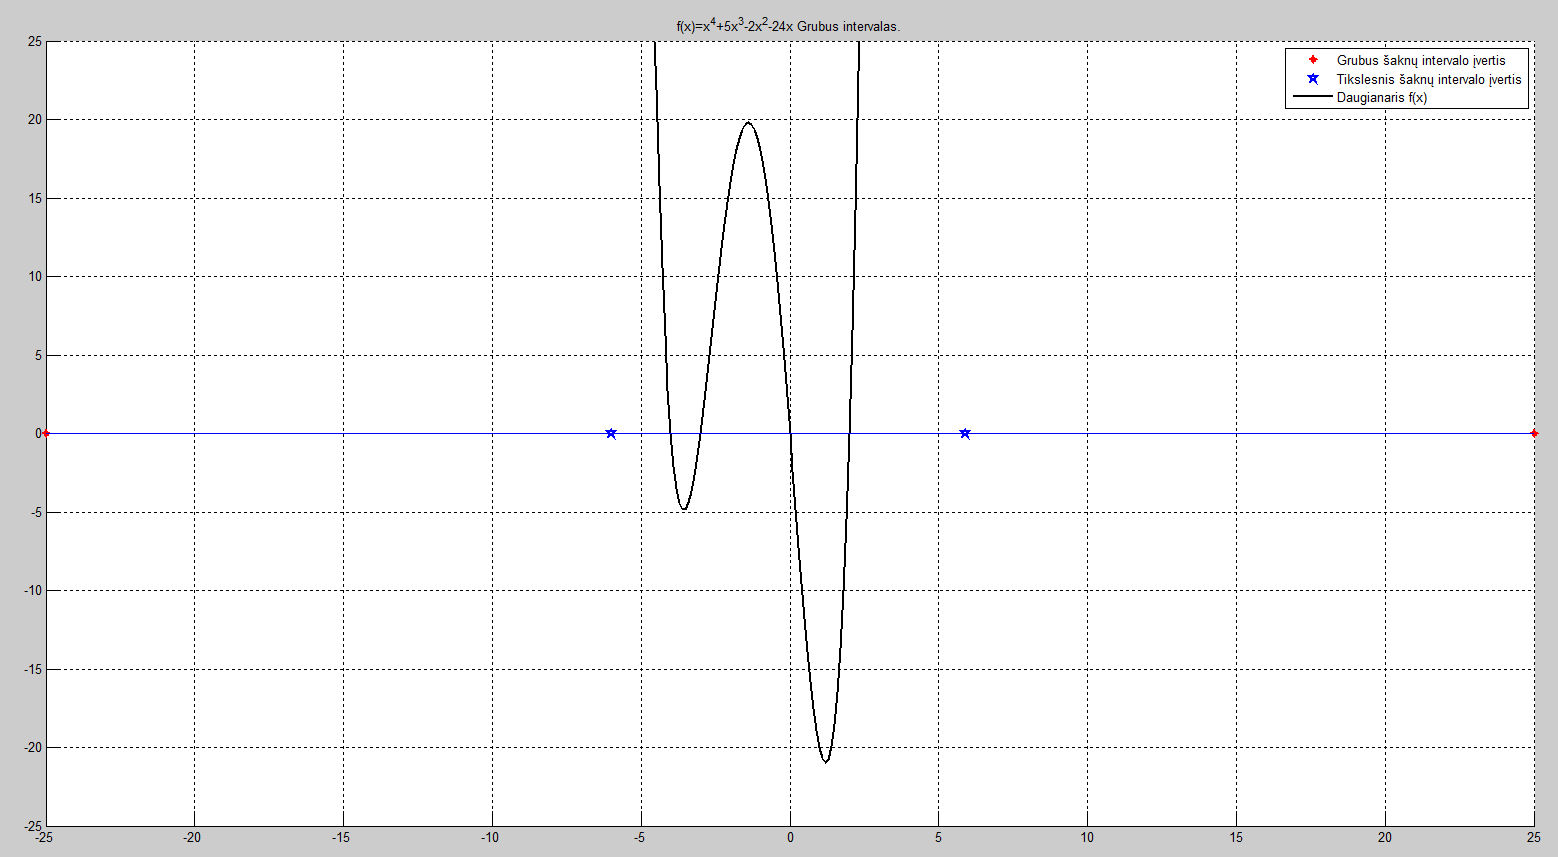 f(x)=x⁴+5x³-2x²-24x Grubus intervalas.
Grubus šaknų intervalo įvertis
Tikslesnis šaknų intervalo įvertis
Daugianaris f(x)
25
20
15
10
5
0
-5
-10
-15
-20
-25
-25 -20 -15 -10 -5 0 5 10 15 20 25